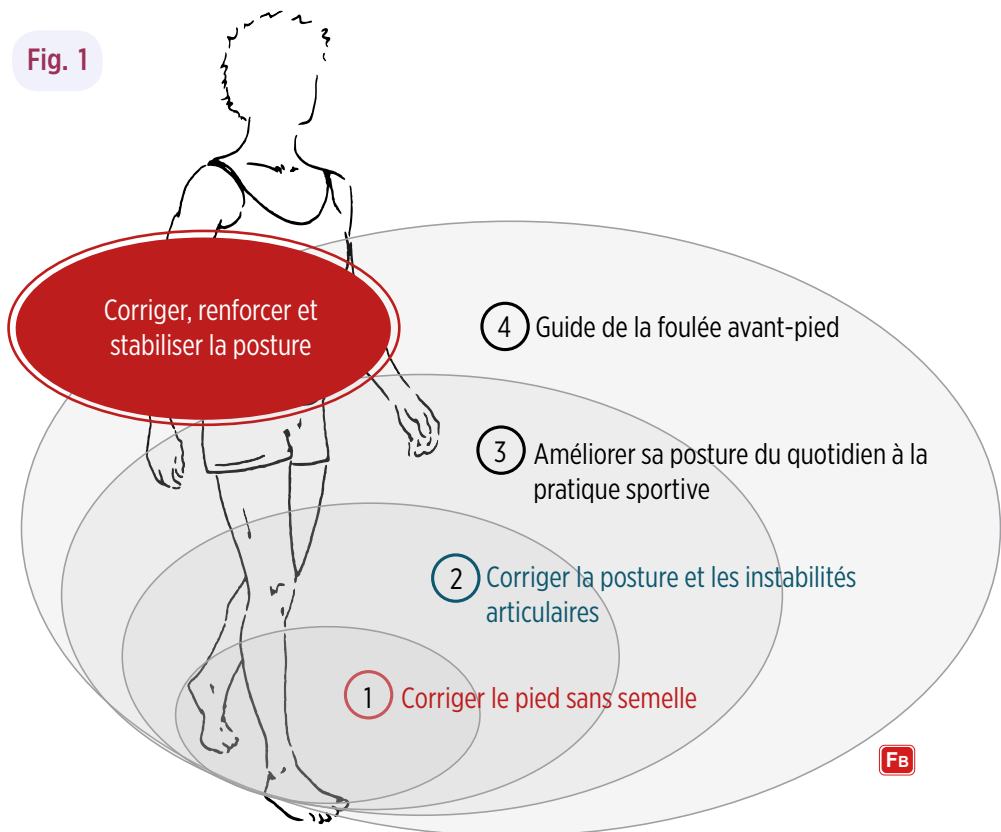 Fig. 1
Corriger, renforcer et
stabiliser la posture
4 Guide de la foulée avant-pied
3 Améliorer sa posture du quotidien à la
pratique sportive
2 Corriger la posture et les instabilités
articulaires
1 Corriger le pied sans semelle
FB